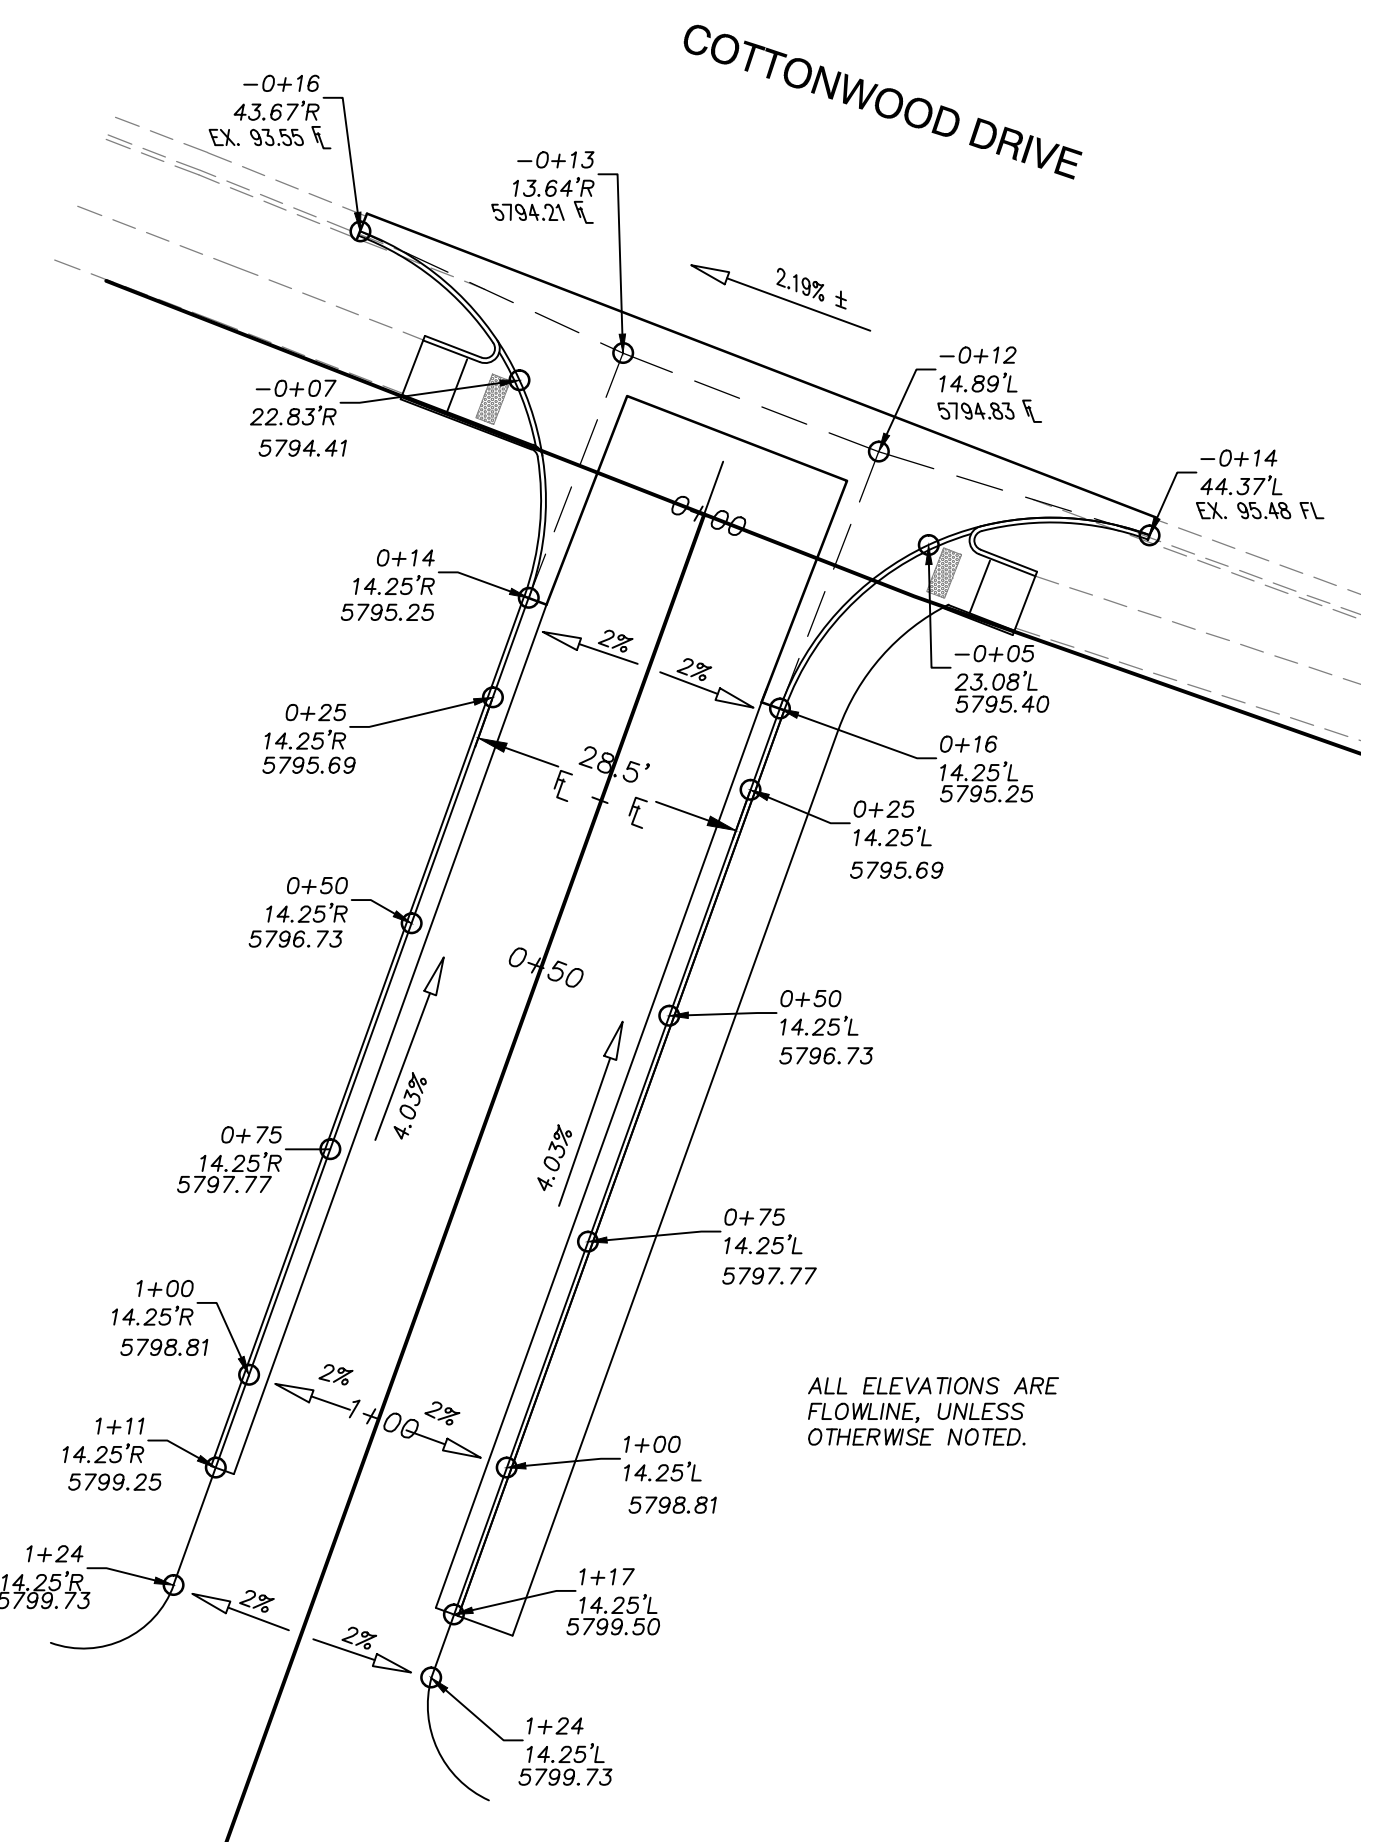 COTTONWOOD DRIVE
-0+16
43.67'R
EX. 93.55 FL
-0+13
13.64'R
5794.21 FL
2.19% ±
-0+12
14.89'L
5794.83 FL
-0+14
44.37'L
EX. 95.48 FL
-0+07
22.83'R
5794.41
0+00
0+14
14.25'R
5795.25
2%
2%
-0+05
23.08'L
5795.40
0+25
14.25'R
5795.69
28.5'
FL - FL
0+16
14.25'L
5795.25
0+25
14.25'L
5795.69
0+50
14.25'R
5796.73
0+50
0+50
14.25'L
5796.73
4.03%
4.03%
0+75
14.25'R
5797.77
0+75
14.25'L
5797.77
1+00
14.25'R
5798.81
2%
1+00
2%
ALL ELEVATIONS ARE
FLOWLINE, UNLESS
OTHERWISE NOTED.
1+11
14.25'R
5799.25
1+00
14.25'L
5798.81
1+24
14.25'R
5799.73
2%
2%
1+17
14.25'L
5799.50
1+24
14.25'L
5799.73